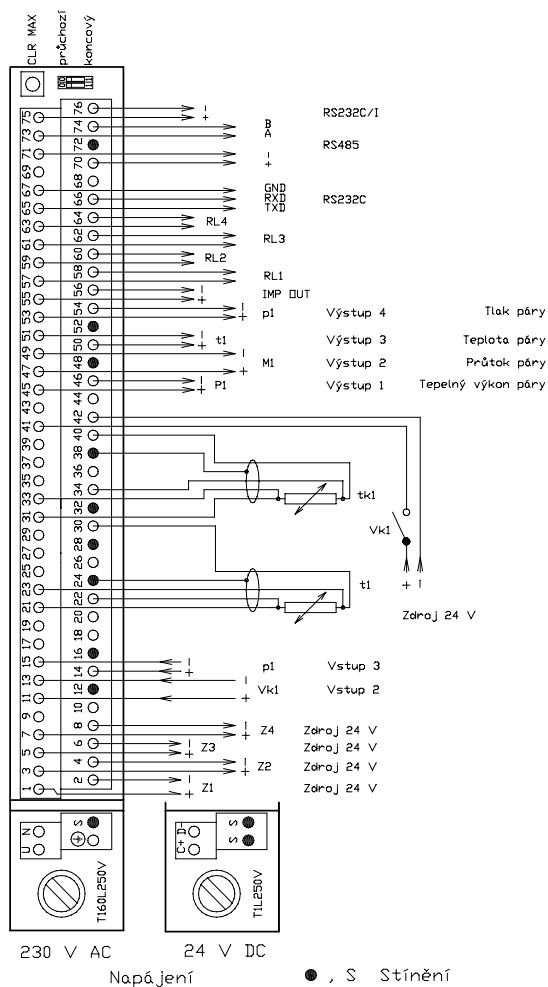 CLR MAX
průchozí
koncový
76
75
74
73
72
71
70
69
68
67
66
65
64
63
62
61
60
59
58
57
56
55
54
53
52
51
50
49
48
47
46
45
44
43
42
41
40
39
38
37
36
35
34
33
32
31
30
29
28
27
26
25
24
23
22
21
20
19
18
17
16
15
14
13
12
11
10
9
8
7
6
5
4
3
2
1
- +
RS232C/I
B
A
RS485
- +
GND
RXD
TXD
RS232C
RL4
RL3
RL2
RL1
- + IMP OUT
- + p1 Výstup 4 Tlak páry
- + t1 Výstup 3 Teplota páry
- + M1 Výstup 2 Průtok páry
- + P1 Výstup 1 Tepelný výkon páry
tk1
Vk1
t1
+ -
Zdroj 24 V
- + p1 Vstup 3
- + Vk1 Vstup 2
- + Z4 Zdroj 24 V
- + Z3 Zdroj 24 V
- + Z2 Zdroj 24 V
- + Z1 Zdroj 24 V
U N
S
T160L250V
C+ D-
S S
T1L250V
230 V AC
24 V DC
Napájení
, S Stínění